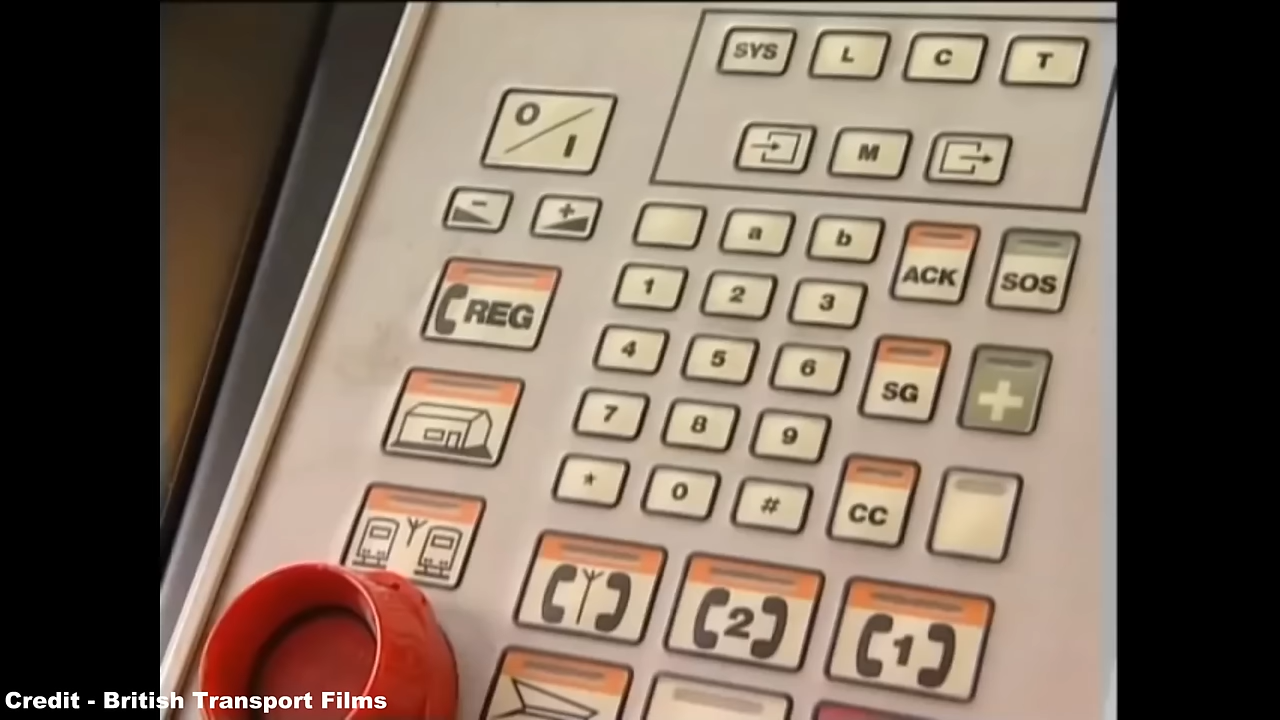 SYS L C T
O
I
M
- +
a b ACK SOS
REG
1 2 3
4 5 6 SG +
7 8 9
* 0 # CC
2 1
Credit - British Transport Films